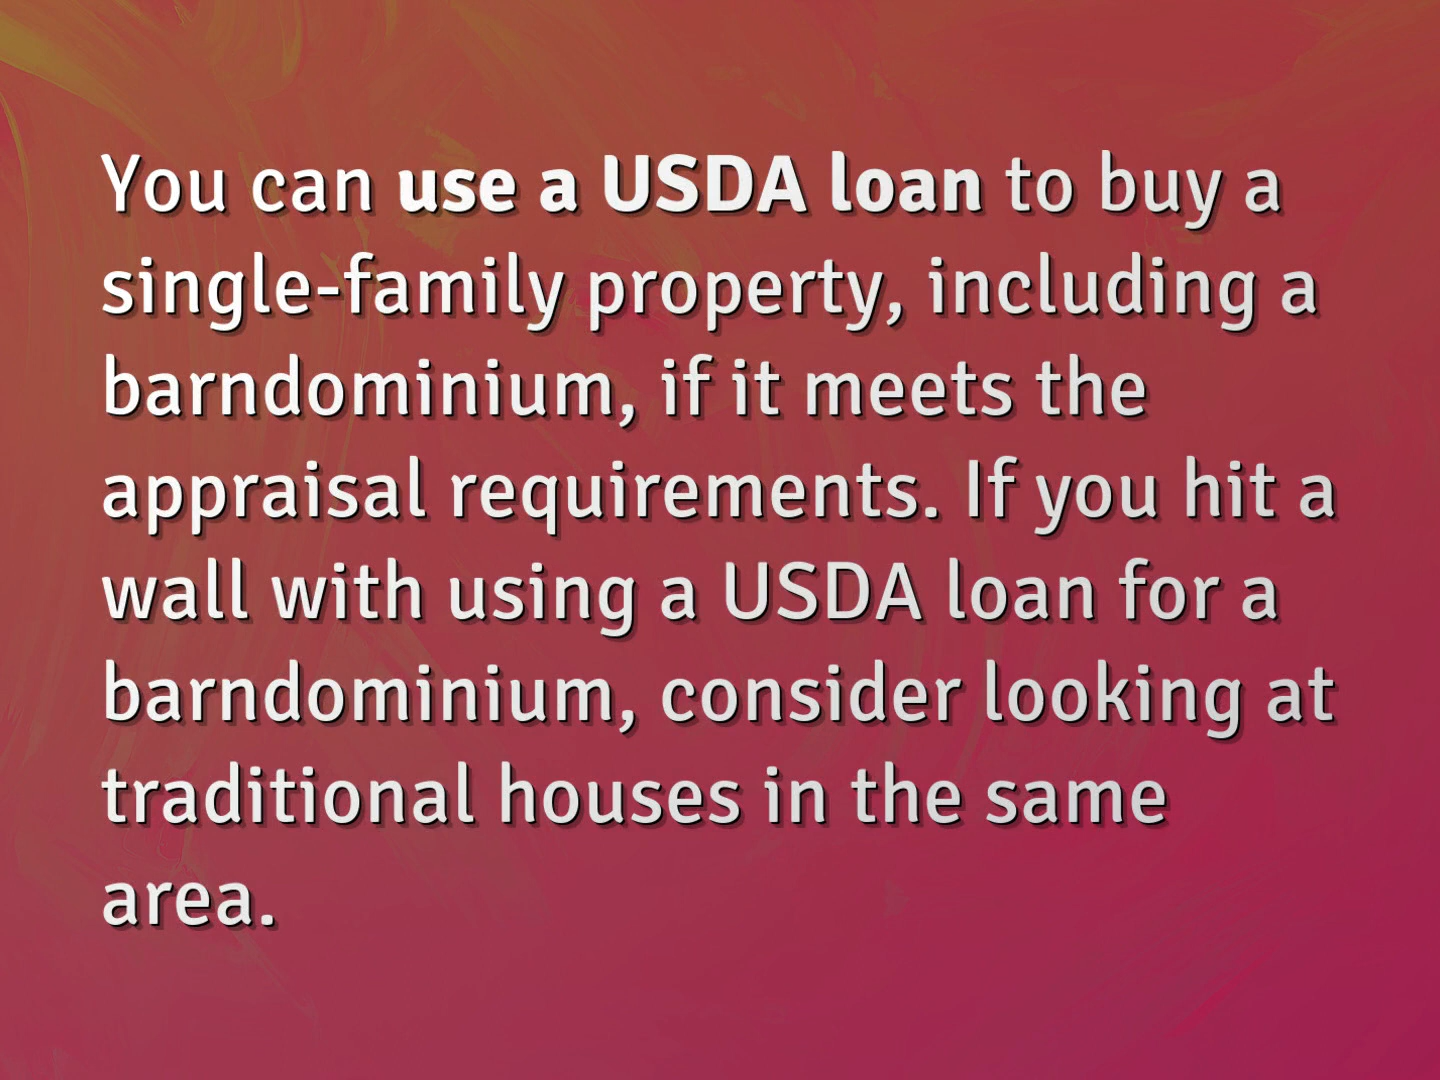 You can use a USDA loan to buy a
single-family property, including a
barndominium, if it meets the
appraisal requirements. If you hit a
wall with using a USDA loan for a
barndominium, consider looking at
traditional houses in the same
area.